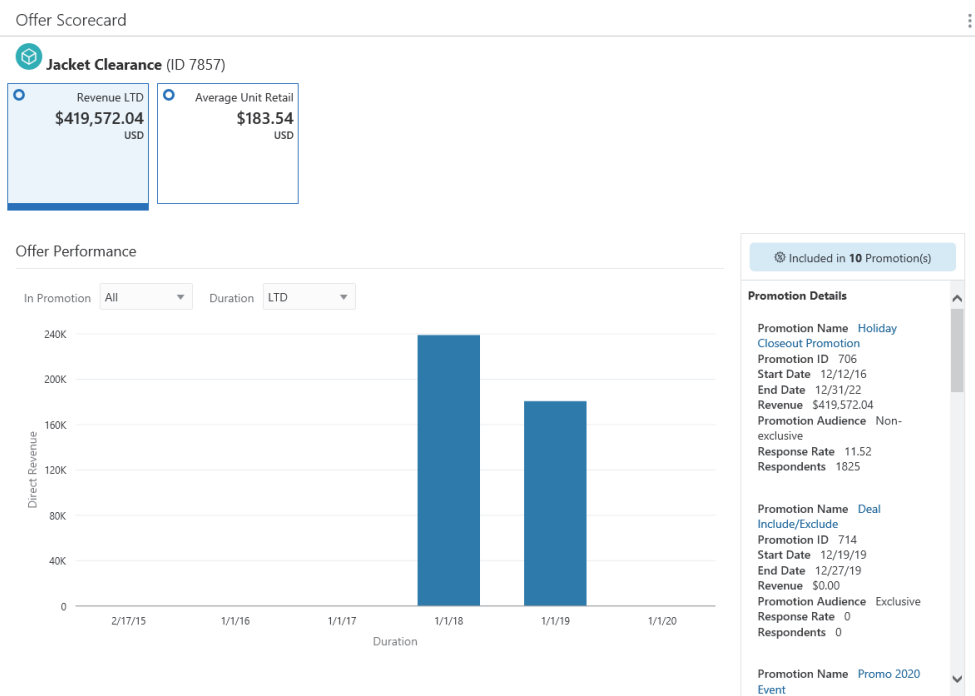 Offer Scorecard
Jacket Clearance (ID 7857)
Revenue LTD
$419,572.04
USD
Average Unit Retail
$183.54
USD
Offer Performance
In Promotion All Duration LTD
240K
200K
160K
120K
80K
40K
0
Direct Revenue
2/17/15 1/1/16 1/1/17 1/1/18 1/1/19 1/1/20
Duration
Included in 10 Promotion(s)
Promotion Details
Promotion Name Holiday
Closeout Promotion
Promotion ID 706
Start Date 12/12/16
End Date 12/31/22
Revenue $419,572.04
Promotion Audience Non-
exclusive
Response Rate 11.52
Respondents 1825
Promotion Name Deal
Include/Exclude
Promotion ID 714
Start Date 12/19/19
End Date 12/27/19
Revenue $0.00
Promotion Audience Exclusive
Response Rate 0
Respondents 0
Promotion Name Promo 2020
Event